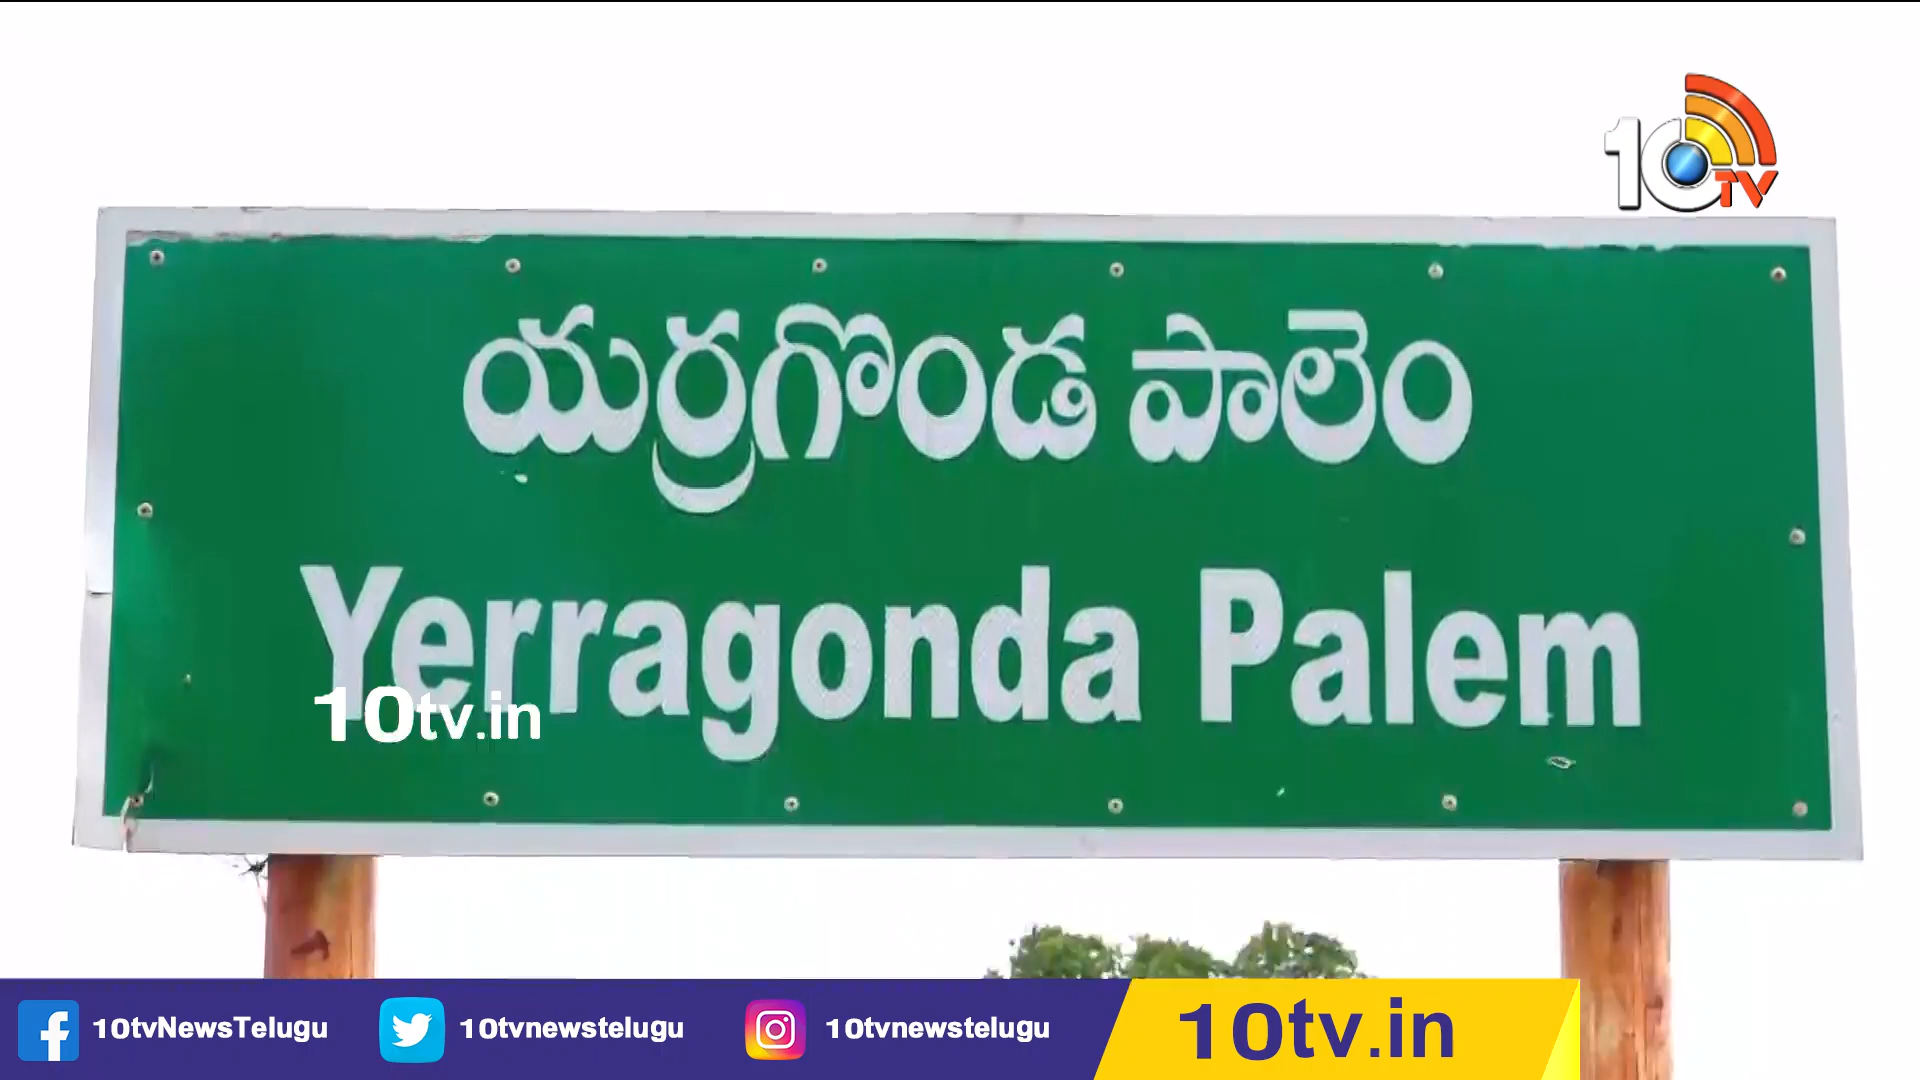 10TV
యర్రగొండ పాలెం
Yerragonda Palem
10tv.in
10tvNewsTelugu
10tvnewstelugu
10tvnewstelugu
10tv.in